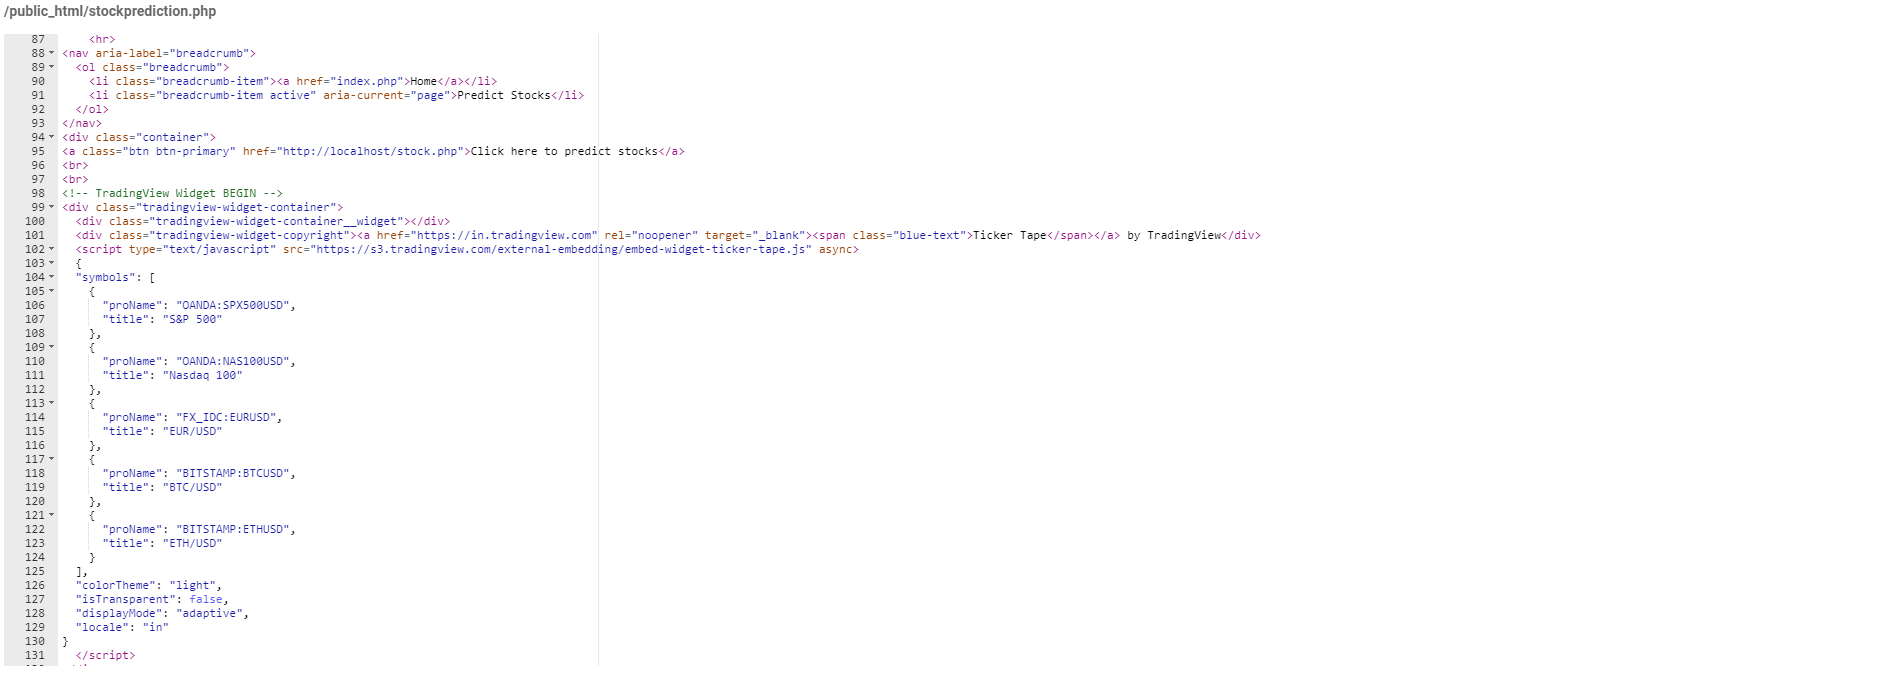 /public_html/stockprediction.php
87 <hr>
88 <nav aria-label="breadcrumb">
89 <ol class="breadcrumb">
90 <li class="breadcrumb-item"><a href="index.php">Home</a></li>
91 <li class="breadcrumb-item active" aria-current="page">Predict Stocks</li>
92 </ol>
93 </nav>
94 <div class="container">
95 <a class="btn btn-primary" href="http://localhost/stock.php">Click here to predict stocks</a>
96 <br>
97 <br>
98 <!-- TradingView Widget BEGIN -->
99 <div class="tradingview-widget-container">
100 <div class="tradingview-widget-container__widget"></div>
101 <div class="tradingview-widget-copyright"><a href="https://in.tradingview.com" rel="noopener" target="_blank"><span class="blue-text">Ticker Tape</span></a> by TradingView</div>
102 <script type="text/javascript" src="https://s3.tradingview.com/external-embedding/embed-widget-ticker-tape.js" async>
103 {
104 "symbols": [
105 {
106 "proName": "OANDA:SPX500USD",
107 "title": "S&P 500"
108 },
109 {
110 "proName": "OANDA:NAS100USD",
111 "title": "Nasdaq 100"
112 },
113 {
114 "proName": "FX_IDC:EURUSD",
115 "title": "EUR/USD"
116 },
117 {
118 "proName": "BITSTAMP:BTCUSD",
119 "title": "BTC/USD"
120 },
121 {
122 "proName": "BITSTAMP:ETHUSD",
123 "title": "ETH/USD"
124 }
125 ],
126 "colorTheme": "light",
127 "isTransparent": false,
128 "displayMode": "adaptive",
129 "locale": "in"
130 }
131 </script>